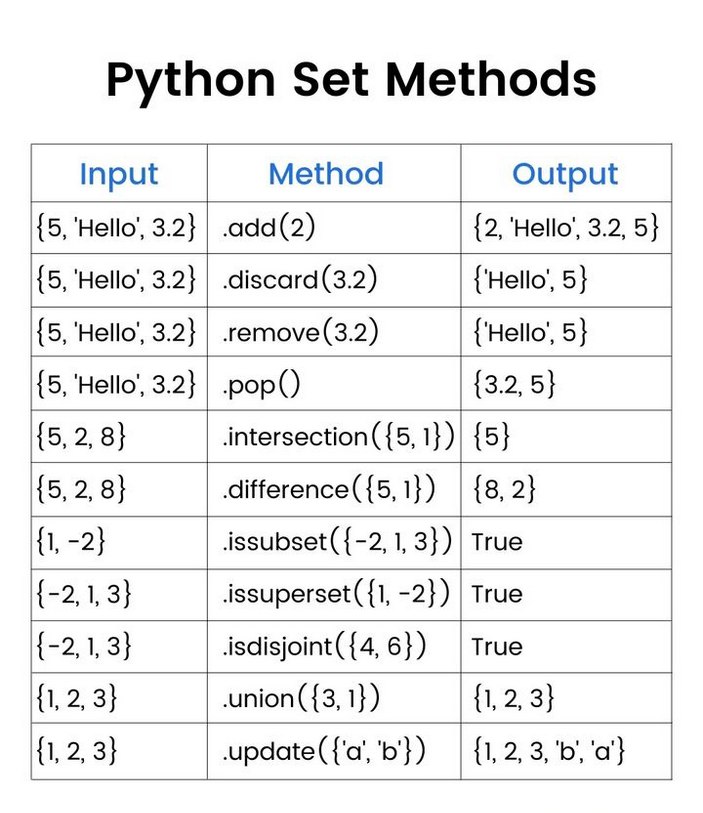 Python Set Methods
Input Method Output
{5, 'Hello', 3.2} .add(2) {2, 'Hello', 3.2, 5}
{5, 'Hello', 3.2} .discard(3.2) {'Hello', 5}
{5, 'Hello', 3.2} .remove(3.2) {'Hello', 5}
{5, 'Hello', 3.2} .pop() {3.2, 5}
{5, 2, 8} .intersection({5, 1}) {5}
{5, 2, 8} .difference({5, 1}) {8, 2}
{1, -2} .issubset({-2, 1, 3}) True
{-2, 1, 3} .issuperset({1, -2}) True
{-2, 1, 3} .isdisjoint({4, 6}) True
{1, 2, 3} .union({3, 1}) {1, 2, 3}
{1, 2, 3} .update({'a', 'b'}) {1, 2, 3, 'b', 'a'}